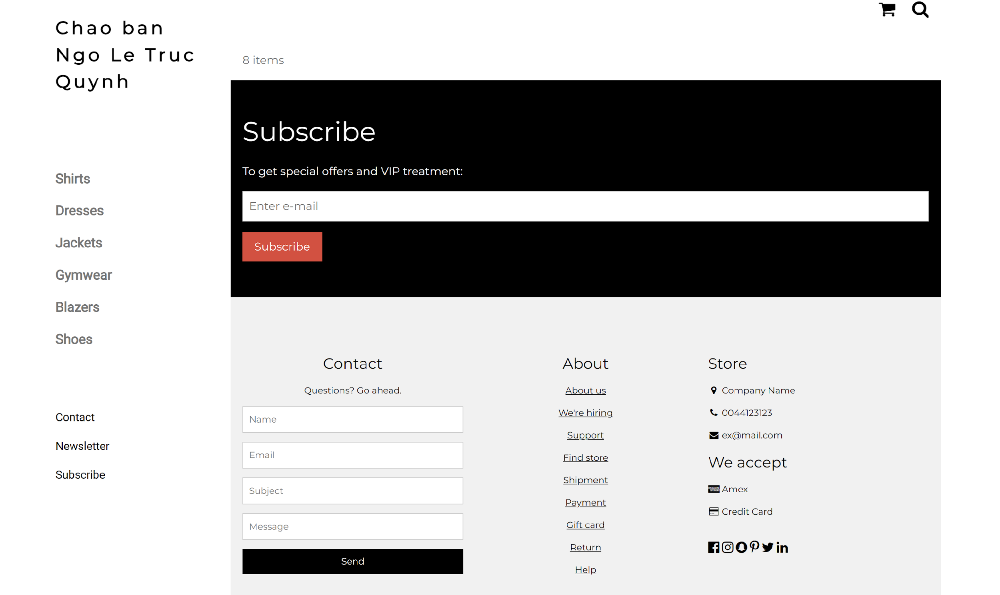 Chao ban
Ngo Le Truc
Quynh
Shirts
Dresses
Jackets
Gymwear
Blazers
Shoes
Contact
Newsletter
Subscribe
8 items
Subscribe
To get special offers and VIP treatment:
Enter e-mail
Subscribe
Contact
Questions? Go ahead.
Name
Email
Subject
Message
Send
About
About us
We're hiring
Support
Find store
Shipment
Payment
Gift card
Return
Help
Store
Company Name
0044123123
ex@mail.com
We accept
Amex
Credit Card